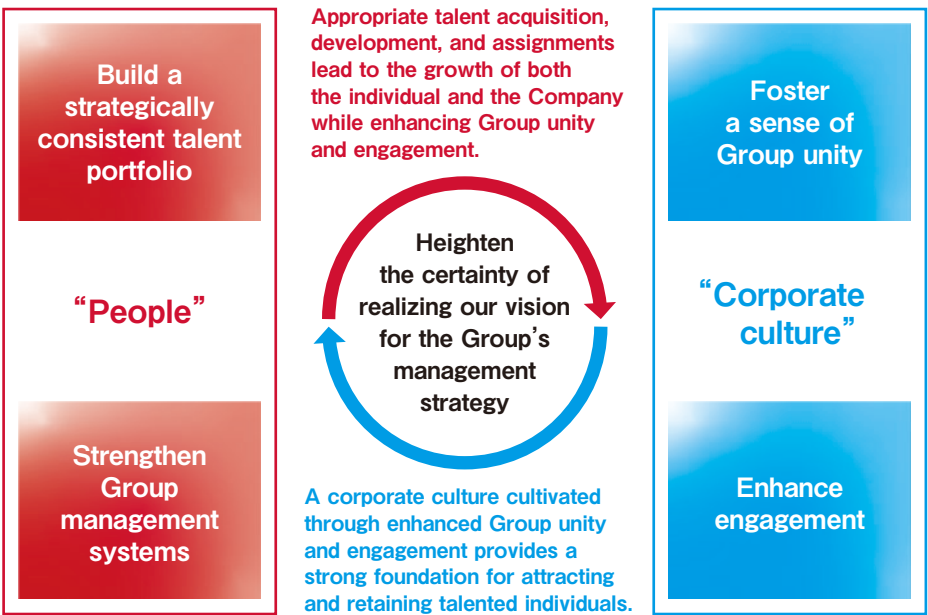 Build a
strategically
consistent talent
portfolio
“People”
Strengthen
Group
management
systems
Appropriate talent acquisition,
development, and assignments
lead to the growth of both
the individual and the Company
while enhancing Group unity
and engagement.
Heighten
the certainty of
realizing our vision
for the Group’s
management
strategy
A corporate culture cultivated
through enhanced Group unity
and engagement provides a
strong foundation for attracting
and retaining talented individuals.
Foster
a sense of
Group unity
“Corporate
culture”
Enhance
engagement